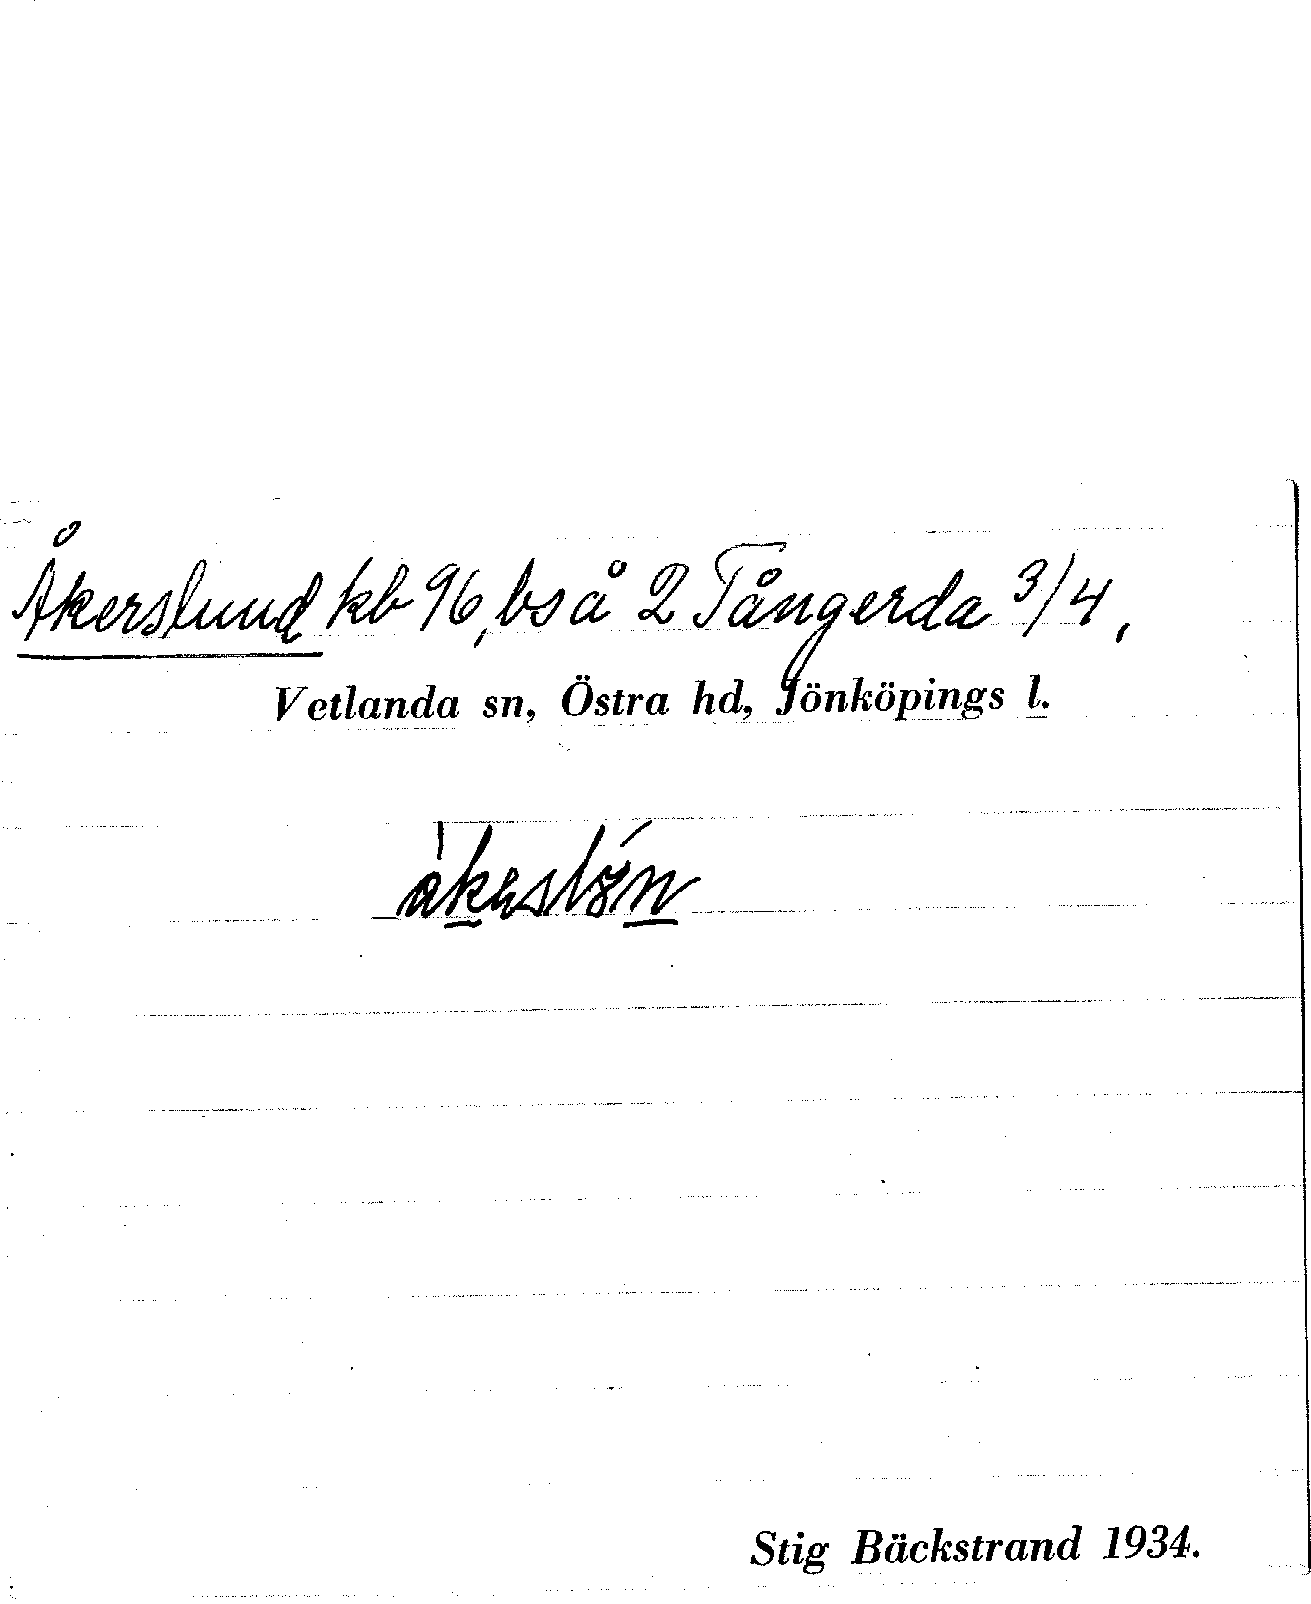 Åkerslund kb 96, bs å 2 Tångerda 3/4,
Vetlanda sn, Östra hd, Jönköpings l.
Stig Bäckstrand 1934.